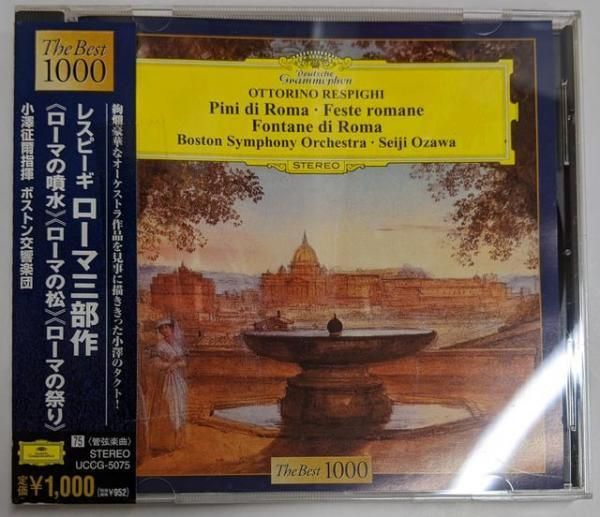 The Best
1000
絢爛豪華なオーケストラ作品を見事に描ききった小澤のタクト!
レスピーギ ローマ三部作
《ローマの噴水》《ローマの松》《ローマの祭り》
小澤征爾指揮 ボストン交響楽団
75 〈管弦楽曲〉
STEREO
UCCG-5075
定価¥1,000 (税抜価格¥952)
Deutsche
Grammophon
OTTORINO RESPIGHI
Pini di Roma · Feste romane
Fontane di Roma
Boston Symphony Orchestra · Seiji Ozawa
STEREO
The Best 1000